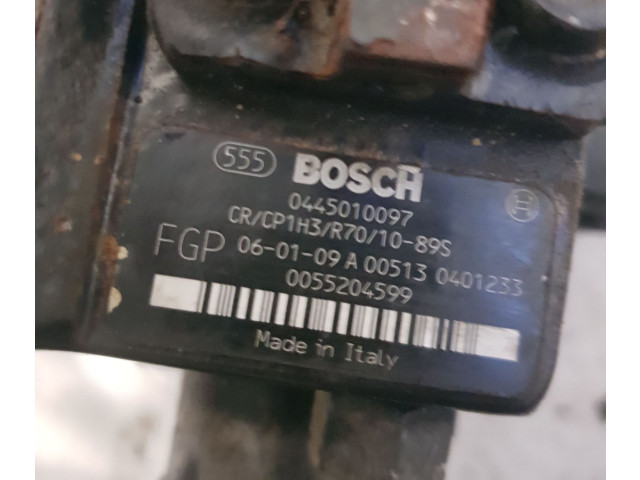 555 BOSCH
0445010097
CR/CP1H3/R70/10-89S
FGP 06-01-09 A 00513 0401233
0055204599
Made in Italy